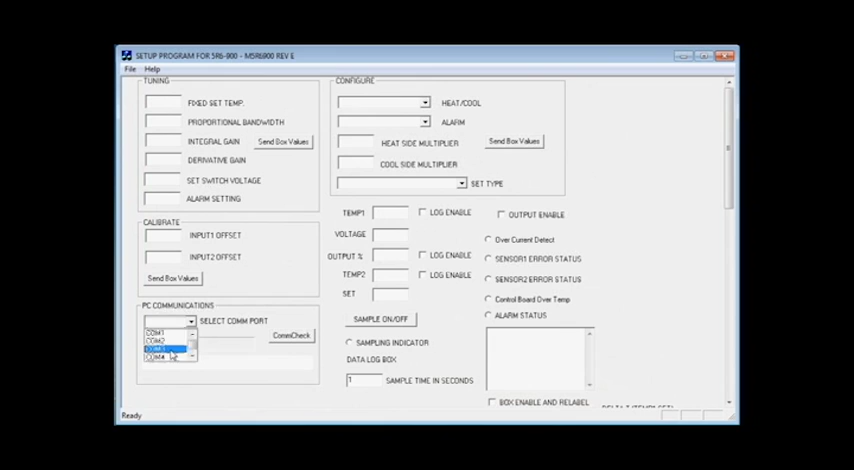 SETUP PROGRAM FOR 5R6-900 - M5R6900 REV E
File Help
TUNING
FIXED SET TEMP.
PROPORTIONAL BANDWIDTH
INTEGRAL GAIN
Send Box Values
DERIVATIVE GAIN
SET SWITCH VOLTAGE
ALARM SETTING
CONFIGURE
HEAT/COOL
ALARM
HEAT SIDE MULTIPLIER
Send Box Values
COOL SIDE MULTIPLIER
SET TYPE
CALIBRATE
INPUT1 OFFSET
INPUT2 OFFSET
Send Box Values
PC COMMUNICATIONS
SELECT COMM PORT
COM1
COM2
COM3
COM4
CommCheck
TEMP1
LOG ENABLE
VOLTAGE
OUTPUT %
LOG ENABLE
TEMP2
LOG ENABLE
SET
SAMPLE ON/OFF
SAMPLING INDICATOR
DATA LOG BOX
1 SAMPLE TIME IN SECONDS
OUTPUT ENABLE
Over Current Detect
SENSOR1 ERROR STATUS
SENSOR2 ERROR STATUS
Control Board Over Temp
ALARM STATUS
BOX ENABLE AND RELABEL
Ready